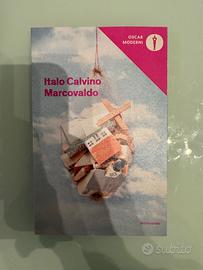 OSCAR
MODERNI
Italo Calvino
Marcovaldo
subito